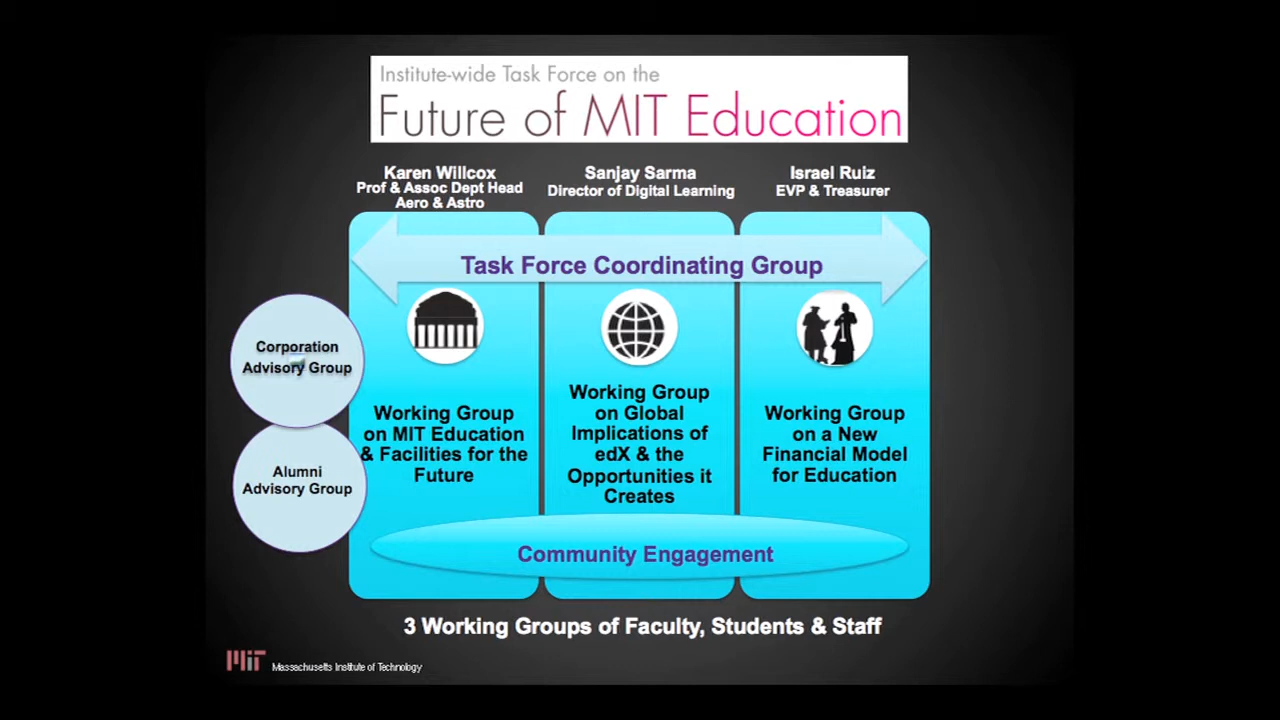 Institute-wide Task Force on the
Future of MIT Education
Karen Willcox
Prof & Assoc Dept Head
Aero & Astro
Sanjay Sarma
Director of Digital Learning
Israel Ruiz
EVP & Treasurer
Task Force Coordinating Group
Corporation
Advisory Group
Alumni
Advisory Group
Working Group
on MIT Education
& Facilities for the
Future
Working Group
on Global
Implications of
edX & the
Opportunities it
Creates
Working Group
on a New
Financial Model
for Education
Community Engagement
3 Working Groups of Faculty, Students & Staff
MIT Massachusetts Institute of Technology